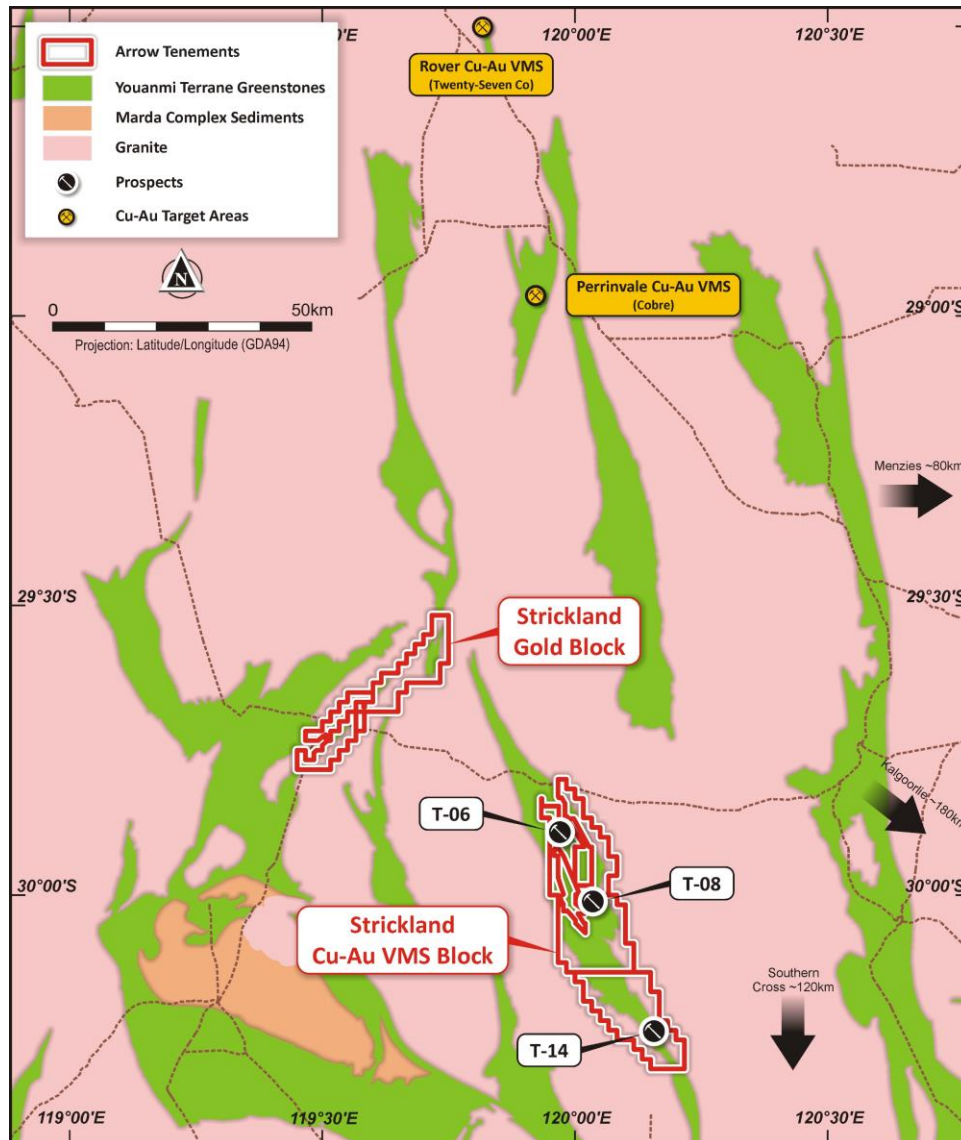 0'E
120°00'E
120°30'E
Arrow Tenements
Youanmi Terrane Greenstones
Marda Complex Sediments
Granite
Prospects
Cu-Au Target Areas
Rover Cu-Au VMS
(Twenty-Seven Co)
N
0
50km
Projection: Latitude/Longitude (GDA94)
Perrinvale Cu-Au VMS
(Cobre)
29°00'S
Menzies ~80km
29°30'S
29°30'S
Strickland
Gold Block
Kalgoorlie ~180km
T-06
T-08
30°00'S
30°00'S
Strickland
Cu-Au VMS Block
Southern
Cross ~120km
T-14
119°00'E
119°30'E
120°00'E
120°30'E